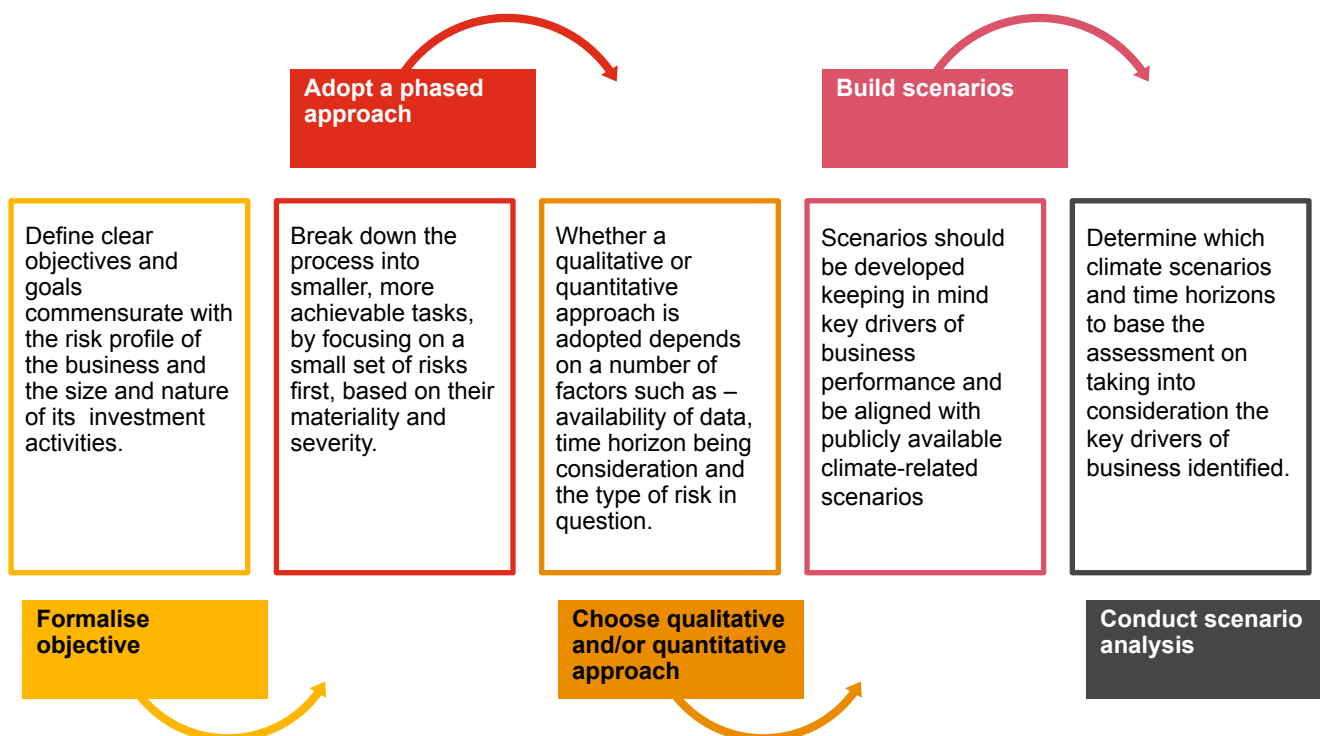 Adopt a phased
approach
Build scenarios
Define clear
objectives and
goals
commensurate with
the risk profile of
the business and
the size and nature
of its  investment
activities.
Break down the
process into
smaller, more
achievable tasks,
by focusing on a
small set of risks
first, based on their
materiality and
severity.
Whether a
qualitative or
quantitative
approach is
adopted depends
on a number of
factors such as –
availability of data,
time horizon being
consideration and
the type of risk in
question.
Scenarios should
be developed
keeping in mind
key drivers of
business
performance and
be aligned with
publicly available
climate-related
scenarios
Determine which
climate scenarios
and time horizons
to base the
assessment on
taking into
consideration the
key drivers of
business identified.
Formalise
objective
Choose qualitative
and/or quantitative
approach
Conduct scenario
analysis